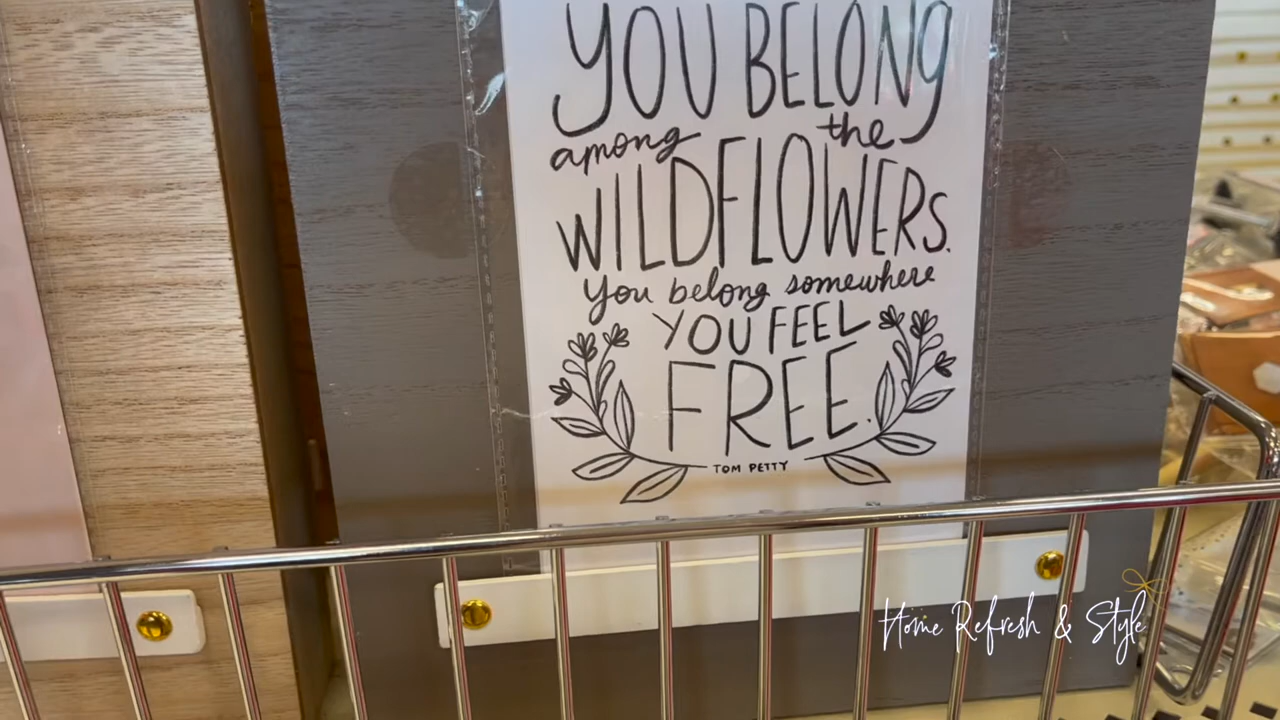 YOU BELONG
among the
WILDFLOWERS.
you belong somewhere
YOU FEEL
FREE.
TOM PETTY
Home Refresh & Style